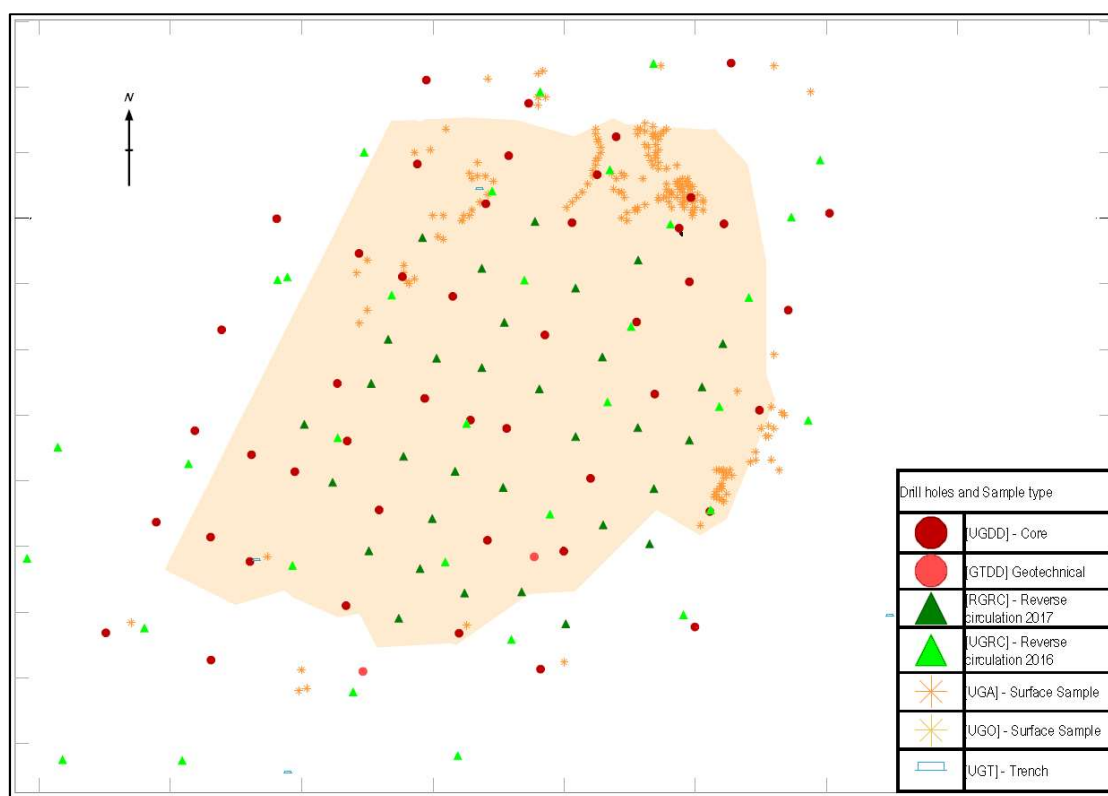 N
Drill holes and Sample type
[UGDD] - Core
[GTDD] Geotechnical
[RGRC] - Reverse
circulation 2017
[UGRC] - Reverse
circulation 2016
[UGA] - Surface Sample
[UGO] - Surface Sample
[UGT] - Trench